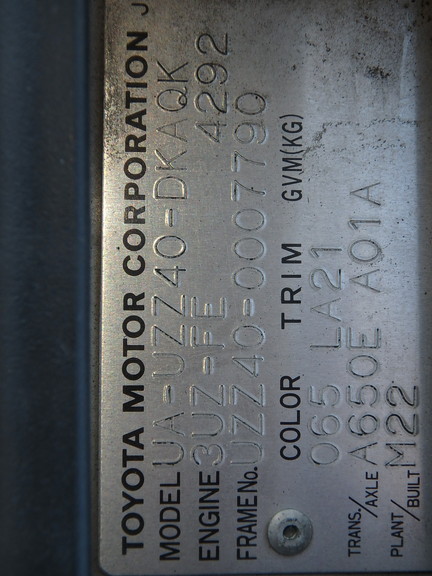 TOYOTA MOTOR CORPORATION J
MODEL UA-UZZ40-DKAQK
ENGINE 3UZ-FE 4292
FRAME No. UZZ40-0007790
COLOR TRIM GVM(KG)
065 LA21
TRANS./AXLE A650E A01A
PLANT/BUILT M22